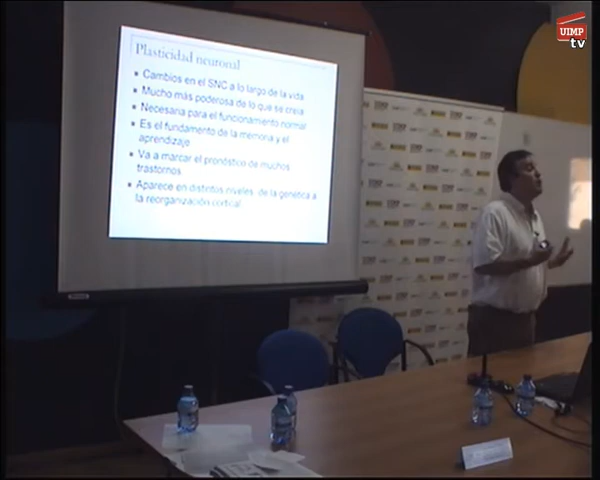 UIMP
tv
Plasticidad neuronal
Cambios en el SNC a lo largo de la vida
Mucho más poderosa de lo que se creía
Necesaria para el funcionamiento normal
Es el fundamento de la memoria y el
aprendizaje
Va a marcar el pronóstico de muchos
trastornos
Aparece en distintos niveles, de la genética a
la reorganización cortical